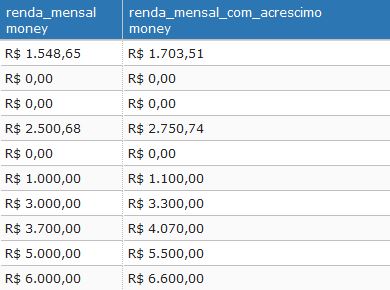 renda_mensal renda_mensal_com_acrescimo
money money
R$ 1.548,65 R$ 1.703,51
R$ 0,00 R$ 0,00
R$ 0,00 R$ 0,00
R$ 2.500,68 R$ 2.750,74
R$ 0,00 R$ 0,00
R$ 1.000,00 R$ 1.100,00
R$ 3.000,00 R$ 3.300,00
R$ 3.700,00 R$ 4.070,00
R$ 5.000,00 R$ 5.500,00
R$ 6.000,00 R$ 6.600,00